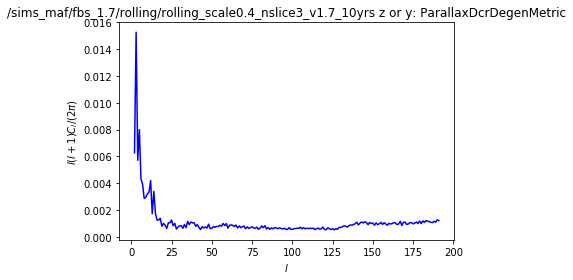 /sims_maf/fbs_1.7/rolling/rolling_scale0.4_nslice3_v1.7_10yrs z or y: ParallaxDcrDegenMetric
0.016
0.014
0.012
0.010
0.008
0.006
0.004
0.002
0.000
l(l + 1)C_l/(2π)
0 25 50 75 100 125 150 175 200
l